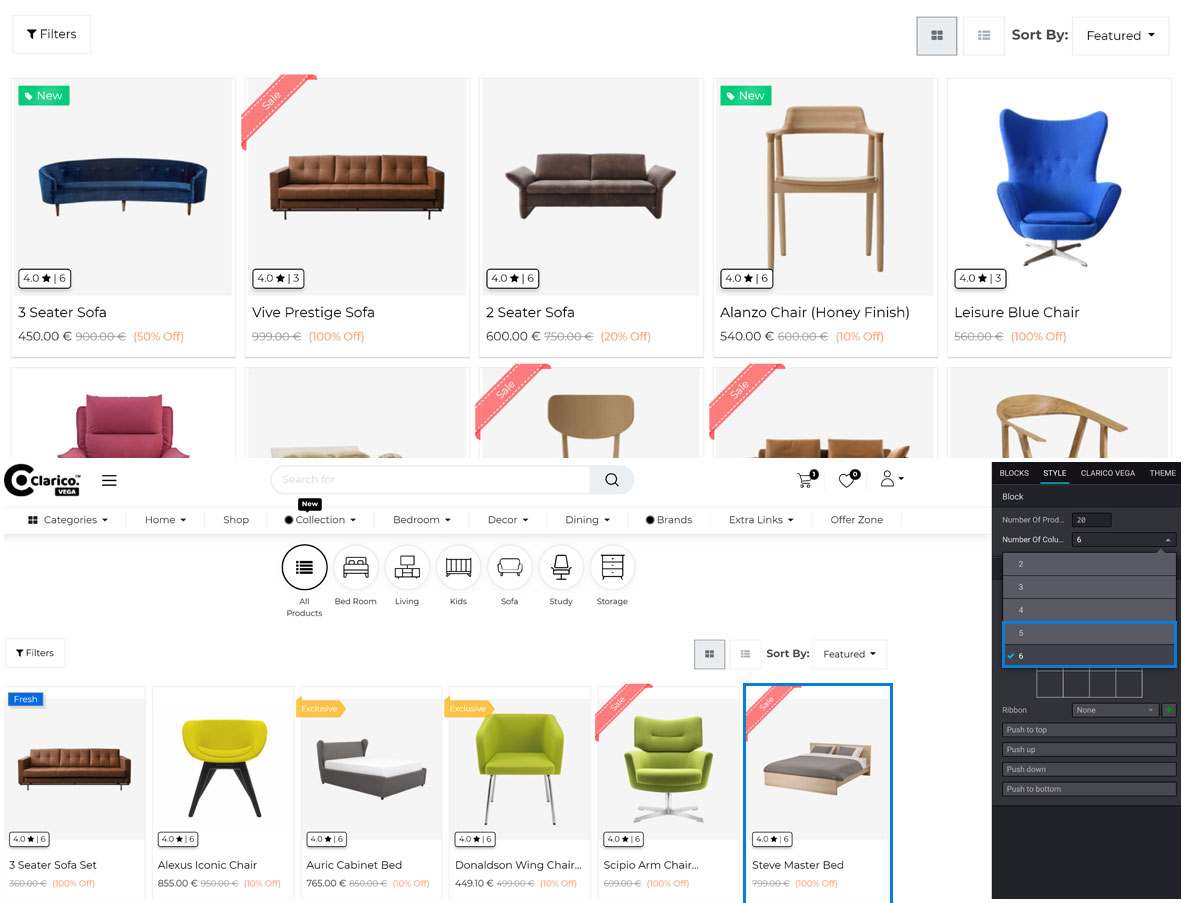 Filters
Sort By: Featured
New
Sale
New
4.0 ★ | 6
4.0 ★ | 3
4.0 ★ | 6
4.0 ★ | 6
4.0 ★ | 3
3 Seater Sofa
Vive Prestige Sofa
2 Seater Sofa
Alanzo Chair (Honey Finish)
Leisure Blue Chair
450.00 € 900.00 € (50% Off)
999.00 € (100% Off)
600.00 € 750.00 € (20% Off)
540.00 € 600.00 € (10% Off)
560.00 € (100% Off)
Sale
Sale
Clarico.™
VEGA
Search for
1
0
New
Categories
Home
Shop
Collection
Bedroom
Decor
Dining
Brands
Extra Links
Offer Zone
All
Products
Bed Room
Living
Kids
Sofa
Study
Storage
Filters
Sort By: Featured
Fresh
Exclusive
Exclusive
Sale
Sale
4.0 ★ | 6
4.0 ★ | 6
4.0 ★ | 6
4.0 ★ | 6
4.0 ★ | 6
4.0 ★ | 6
3 Seater Sofa Set
Alexus Iconic Chair
Auric Cabinet Bed
Donaldson Wing Chair...
Scipio Arm Chair...
Steve Master Bed
360.00 € (100% Off)
855.00 € 950.00 € (10% Off)
765.00 € 850.00 € (10% Off)
449.10 € 499.00 € (10% Off)
699.00 € (100% Off)
799.00 € (100% Off)
BLOCKS STYLE CLARICO VEGA THEME
Block
Number Of Prod... 20
Number Of Colu... 6
2
3
4
5
6
Ribbon None
Push to top
Push up
Push down
Push to bottom